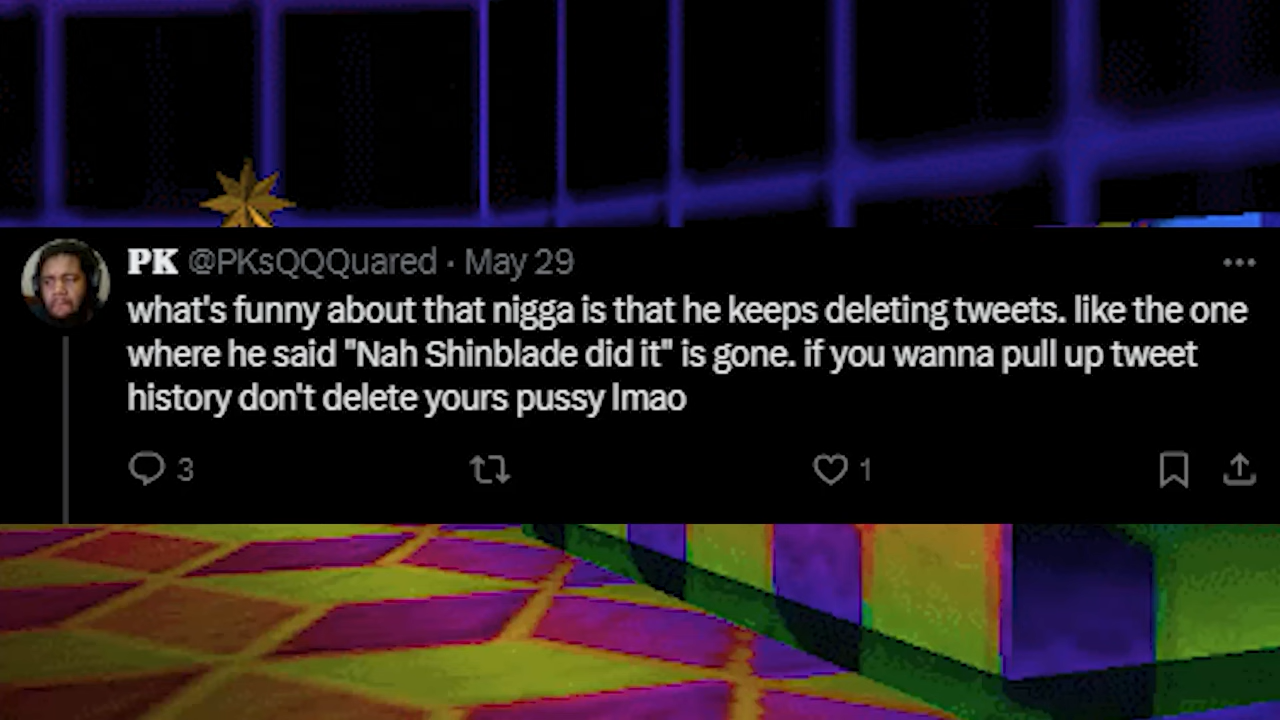 PK @PKsQQQuared · May 29
what's funny about that nigga is that he keeps deleting tweets. like the one
where he said "Nah Shinblade did it" is gone. if you wanna pull up tweet
history don't delete yours pussy lmao
3 1